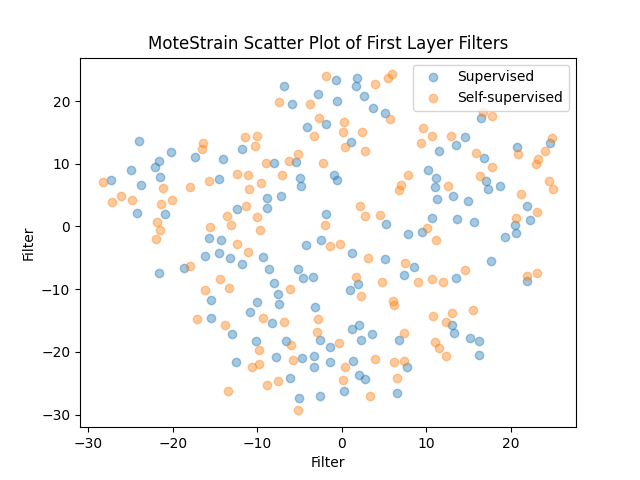 MoteStrain Scatter Plot of First Layer Filters
Supervised
Self-supervised
Filter
20
10
0
−10
−20
−30
−30
−20
−10
0
10
20
Filter